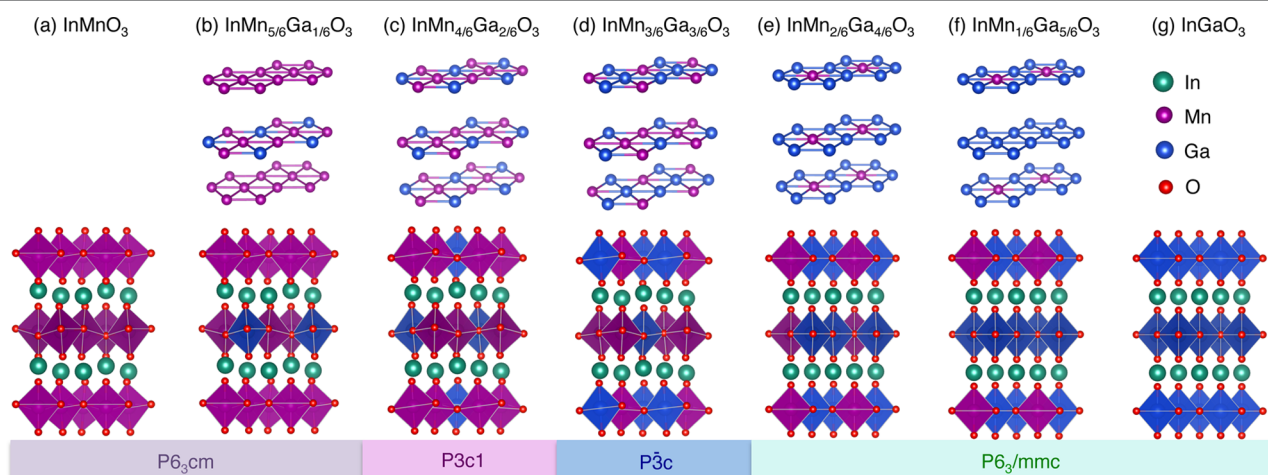 (a) InMnO₃
(b) InMn₅/₆Ga₁/₆O₃
(c) InMn₄/₆Ga₂/₆O₃
(d) InMn₃/₆Ga₃/₆O₃
(e) InMn₂/₆Ga₄/₆O₃
(f) InMn₁/₆Ga₅/₆O₃
(g) InGaO₃
In
Mn
Ga
O
P6₃cm
P3c1
P3̄c
P6₃/mmc